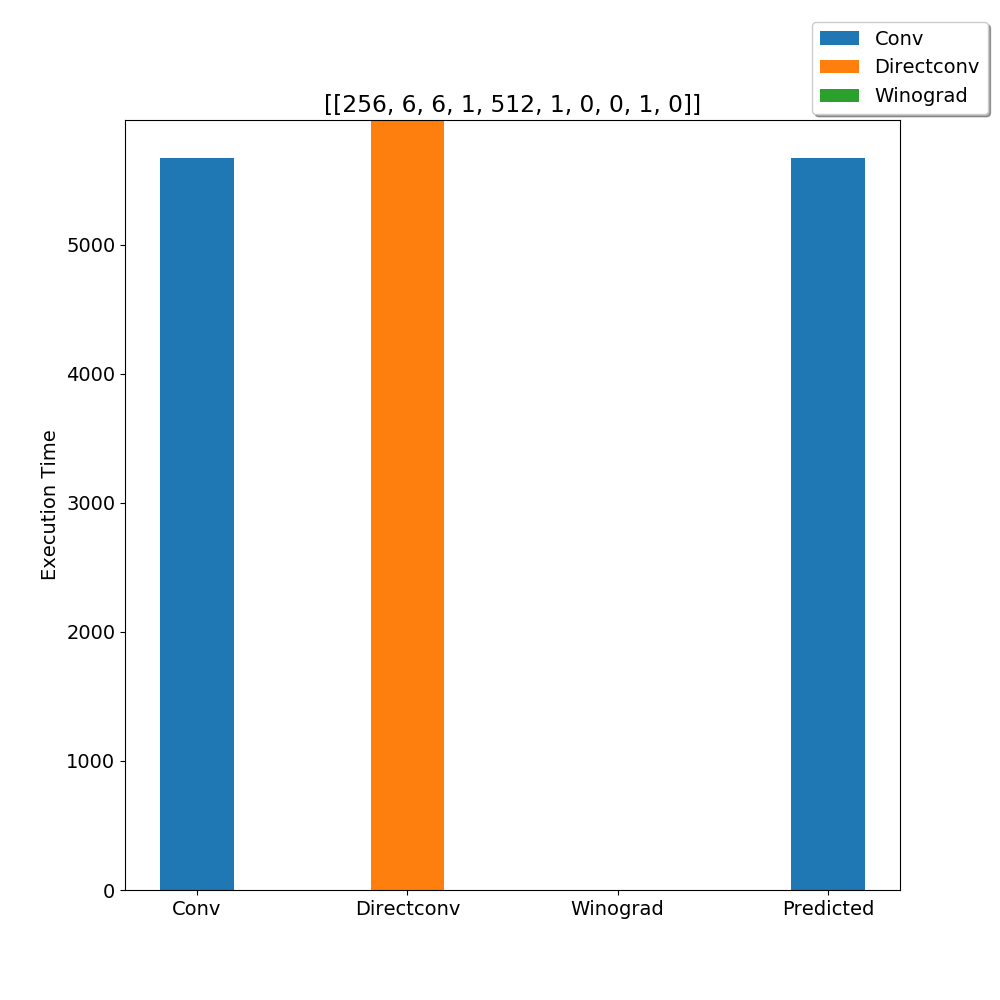 Conv
Directconv
Winograd
[[256, 6, 6, 1, 512, 1, 0, 0, 1, 0]]
5000
4000
3000
2000
1000
0
Execution Time
Conv Directconv Winograd Predicted